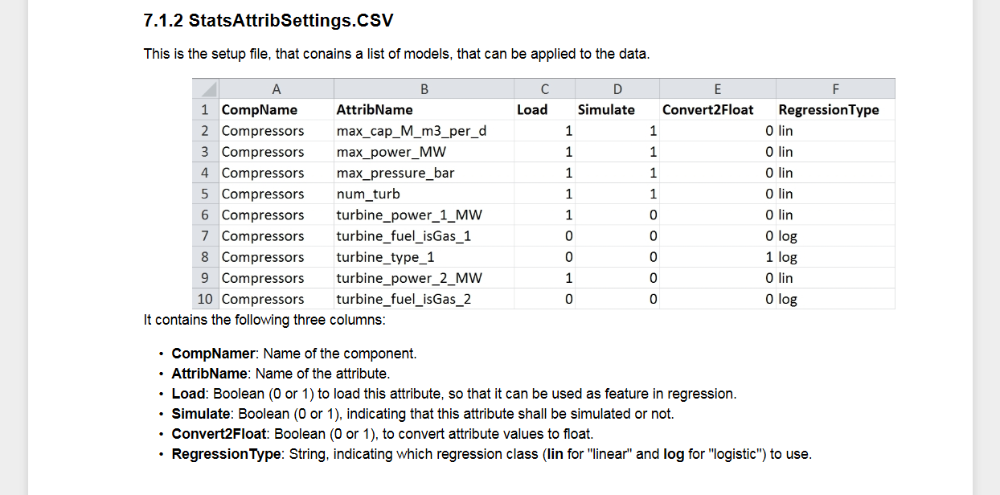 7.1.2 StatsAttribSettings.CSV
This is the setup file, that conains a list of models, that can be applied to the data.
A B C D E F
1 CompName AttribName Load Simulate Convert2Float RegressionType
2 Compressors max_cap_M_m3_per_d 1 1 0 lin
3 Compressors max_power_MW 1 1 0 lin
4 Compressors max_pressure_bar 1 1 0 lin
5 Compressors num_turb 1 1 0 lin
6 Compressors turbine_power_1_MW 1 0 0 lin
7 Compressors turbine_fuel_isGas_1 0 0 0 log
8 Compressors turbine_type_1 0 0 1 log
9 Compressors turbine_power_2_MW 1 0 0 lin
10 Compressors turbine_fuel_isGas_2 0 0 0 log
It contains the following three columns:
• CompNamer: Name of the component.
• AttribName: Name of the attribute.
• Load: Boolean (0 or 1) to load this attribute, so that it can be used as feature in regression.
• Simulate: Boolean (0 or 1), indicating that this attribute shall be simulated or not.
• Convert2Float: Boolean (0 or 1), to convert attribute values to float.
• RegressionType: String, indicating which regression class (lin for "linear" and log for "logistic") to use.